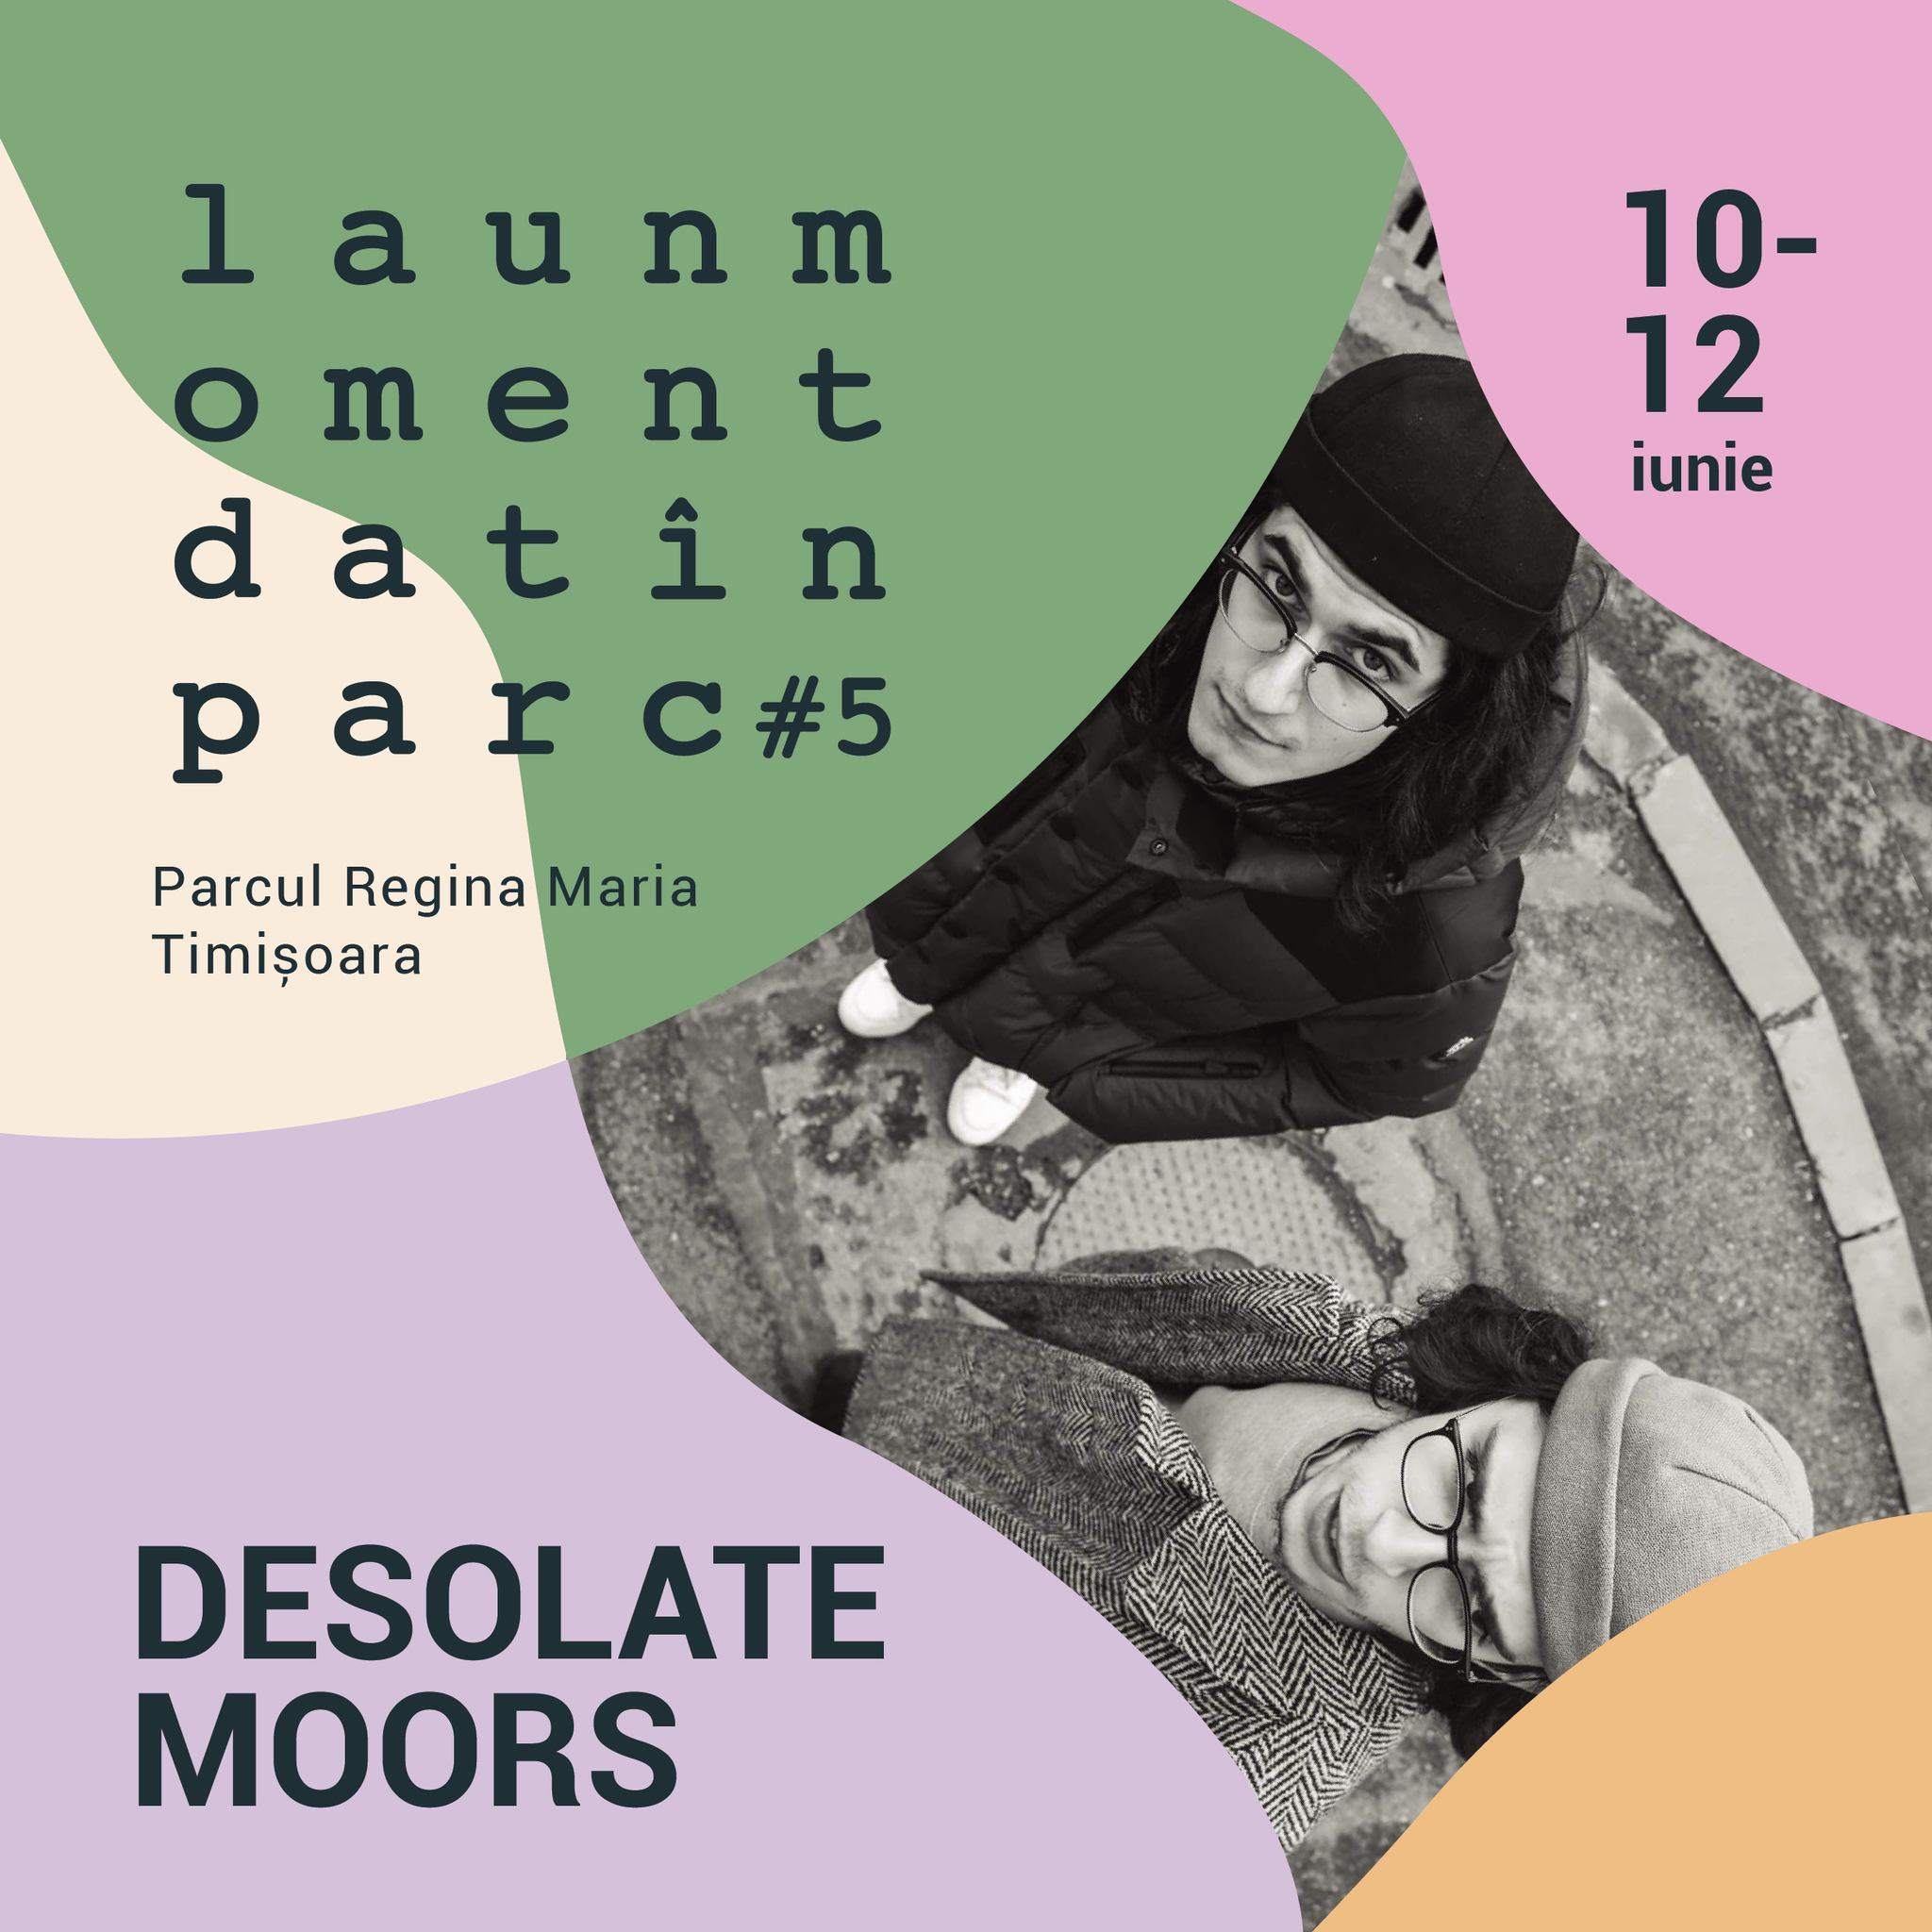 l a u n m
o m e n t
d a t î n
p a r c #5
Parcul Regina Maria
Timișoara
10-
12
iunie
DESOLATE
MOORS